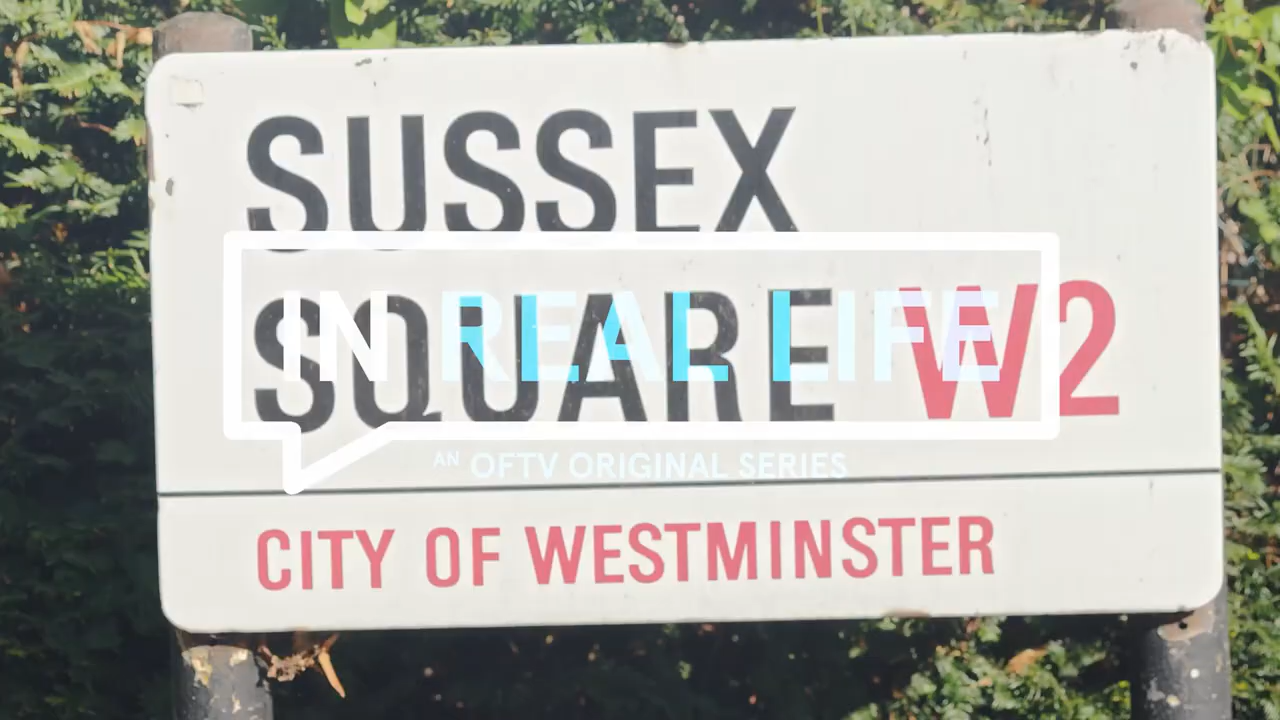 SUSSEX
SQUARE W2
IN REAL LIFE
AN OFTV ORIGINAL SERIES
CITY OF WESTMINSTER